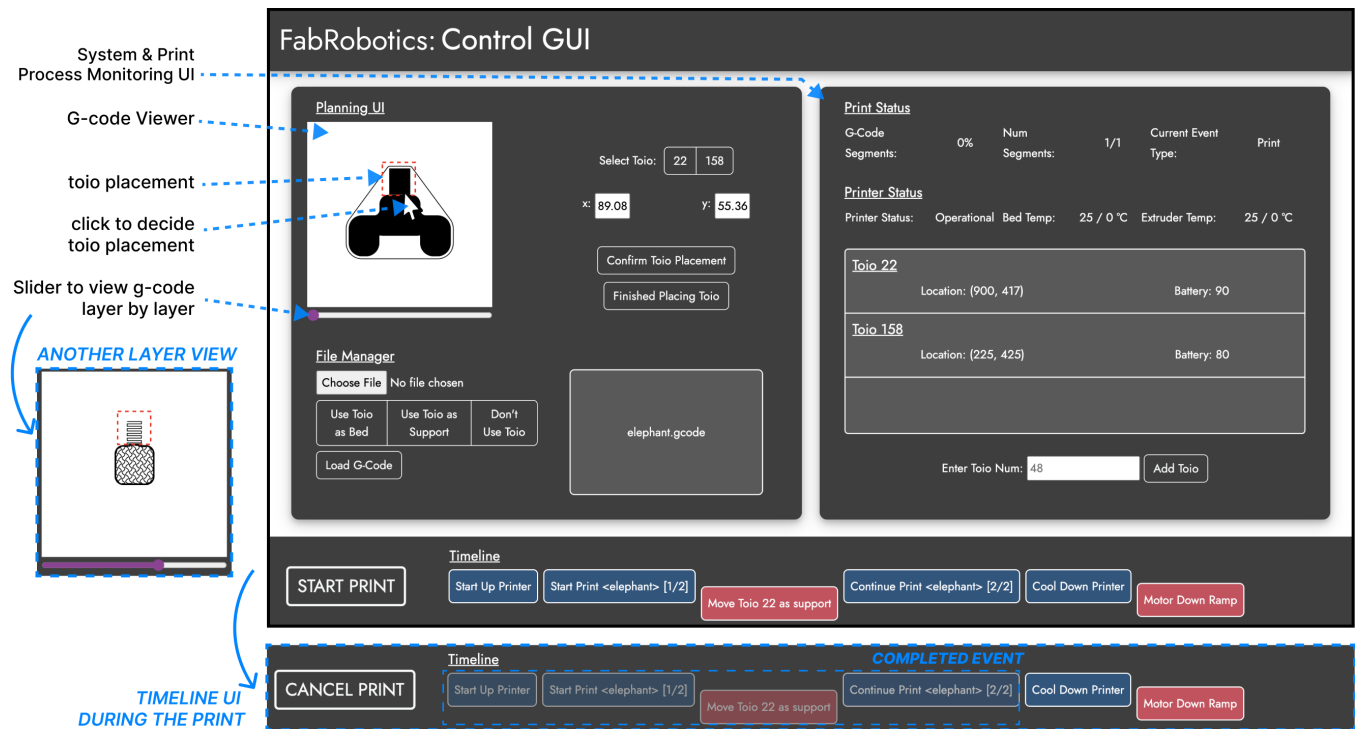 FabRobotics: Control GUI
System & Print
Process Monitoring UI
G-code Viewer
toio placement
click to decide
toio placement
Slider to view g-code
layer by layer
ANOTHER LAYER VIEW
Planning UI
Select Toio: 22 158
x: 89.08 y: 55.36
Confirm Toio Placement
Finished Placing Toio
File Manager
Choose File No file chosen
Use Toio
as Bed
Use Toio as
Support
Don't
Use Toio
Load G-Code
elephant.gcode
Print Status
G-Code
Segments:
0%
Num
Segments:
1/1
Current Event
Type:
Print
Printer Status
Printer Status: Operational Bed Temp: 25 / 0 °C Extruder Temp: 25 / 0 °C
Toio 22
Location: (900, 417) Battery: 90
Toio 158
Location: (225, 425) Battery: 80
Enter Toio Num: 48 Add Toio
START PRINT
Timeline
Start Up Printer
Start Print <elephant> [1/2]
Move Toio 22 as support
Continue Print <elephant> [2/2]
Cool Down Printer
Motor Down Ramp
TIMELINE UI
DURING THE PRINT
CANCEL PRINT
Timeline
COMPLETED EVENT
Start Up Printer
Start Print <elephant> [1/2]
Move Toio 22 as support
Continue Print <elephant> [2/2]
Cool Down Printer
Motor Down Ramp